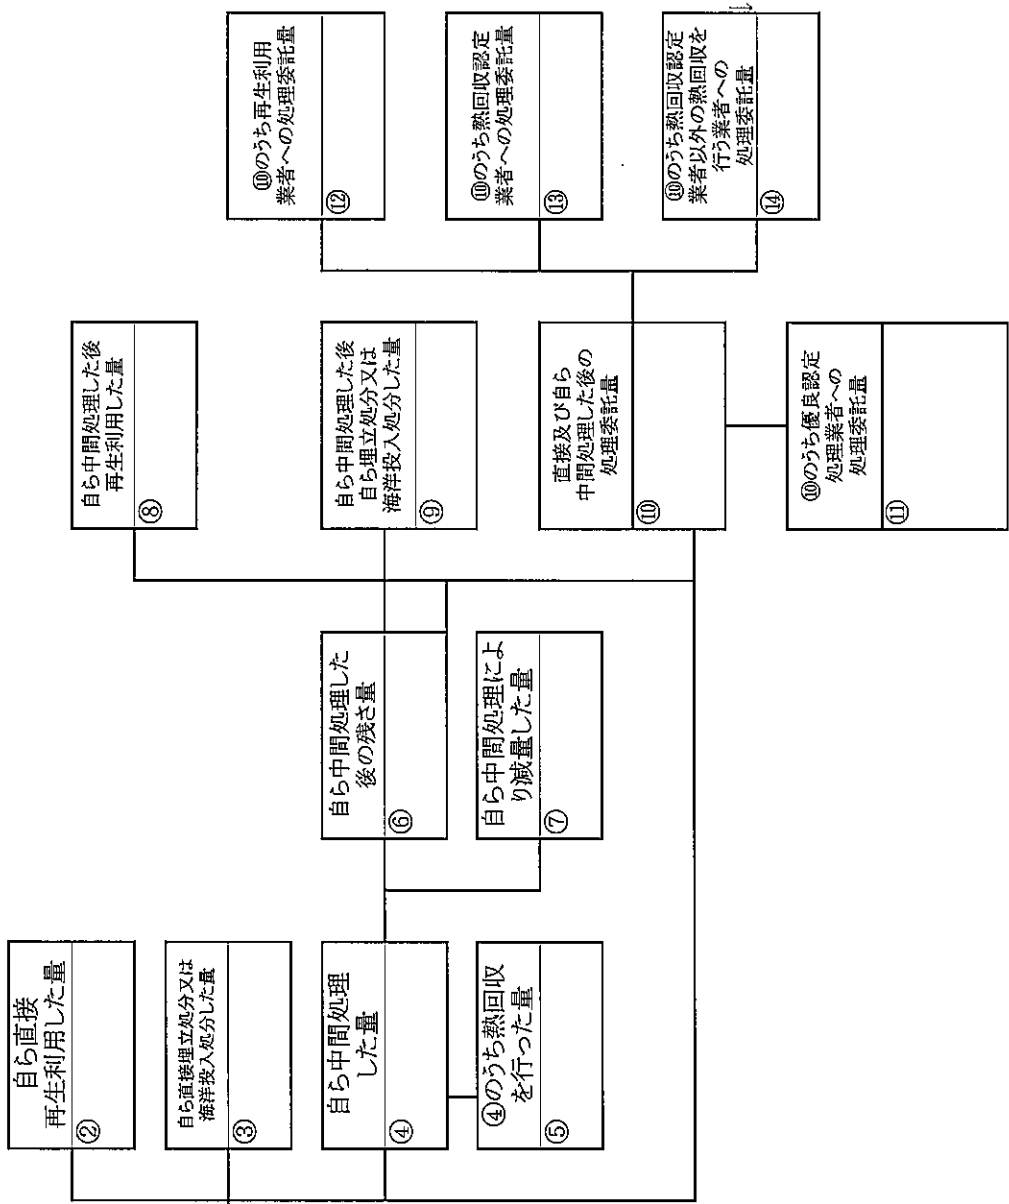 自ら直接
再生利用した量
②
自ら直接埋立処分又は
海洋投入処分した量
③
自ら中間処理
した量
④
④のうち熱回収
を行った量
⑤
自ら中間処理した
後の残さ量
⑥
自ら中間処理によ
り減量した量
⑦
自ら中間処理した後
再生利用した量
⑧
自ら中間処理した後
自ら埋立処分又は
海洋投入処分した量
⑨
直接及び自ら
中間処理した後の
処理委託量
⑩
⑩のうち優良認定
処理業者への
処理委託量
⑪
⑩のうち再生利用
業者への処理委託量
⑫
⑩のうち熱回収認定
業者への処理委託量
⑬
⑩のうち熱回収認定
業者以外の熱回収を
行う業者への
処理委託量
⑭